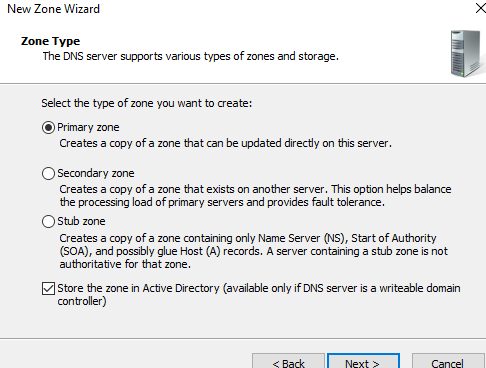 New Zone Wizard
Zone Type
The DNS server supports various types of zones and storage.
Select the type of zone you want to create:
Primary zone
Creates a copy of a zone that can be updated directly on this server.
Secondary zone
Creates a copy of a zone that exists on another server. This option helps balance
the processing load of primary servers and provides fault tolerance.
Stub zone
Creates a copy of a zone containing only Name Server (NS), Start of Authority
(SOA), and possibly glue Host (A) records. A server containing a stub zone is not
authoritative for that zone.
Store the zone in Active Directory (available only if DNS server is a writeable domain
controller)
< Back Next > Cancel